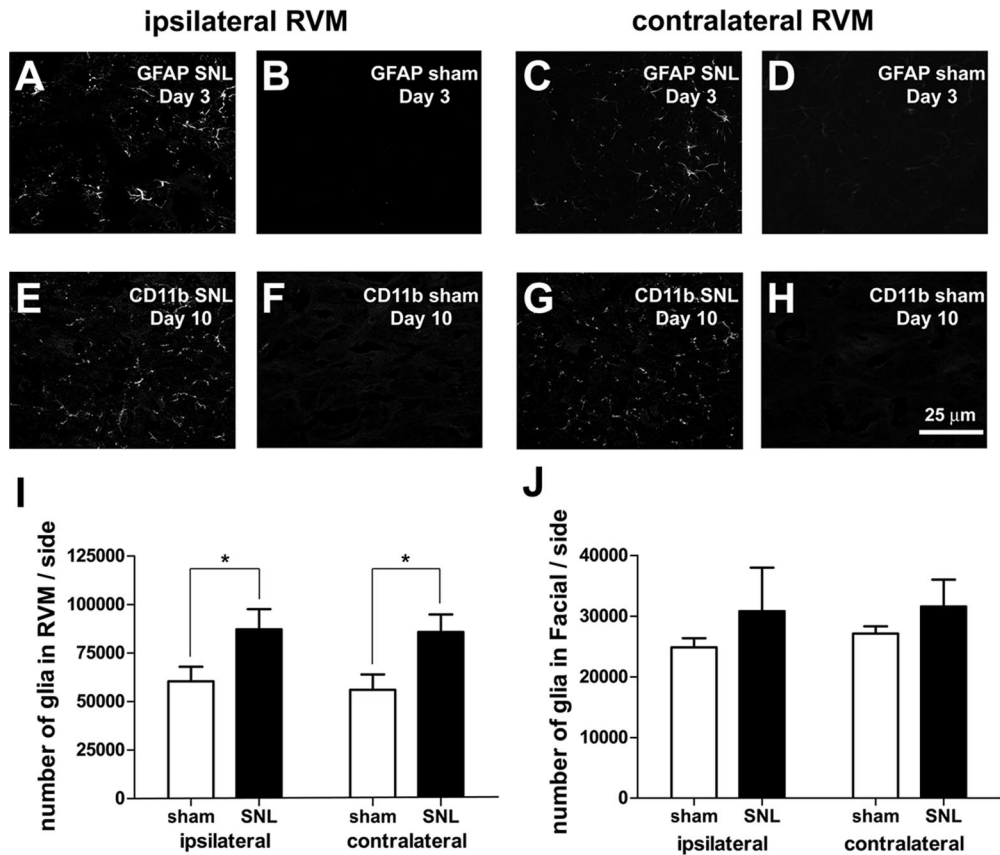 ipsilateral RVM
contralateral RVM
A
GFAP SNL
Day 3
B
GFAP sham
Day 3
C
GFAP SNL
Day 3
D
GFAP sham
Day 3
E
CD11b SNL
Day 10
F
CD11b sham
Day 10
G
CD11b SNL
Day 10
H
CD11b sham
Day 10
25 μm
I
number of glia in RVM / side
125000
100000
75000
50000
25000
0
*
*
sham SNL sham SNL
ipsilateral contralateral
J
number of glia in Facial / side
40000
30000
20000
10000
0
sham SNL sham SNL
ipsilateral contralateral